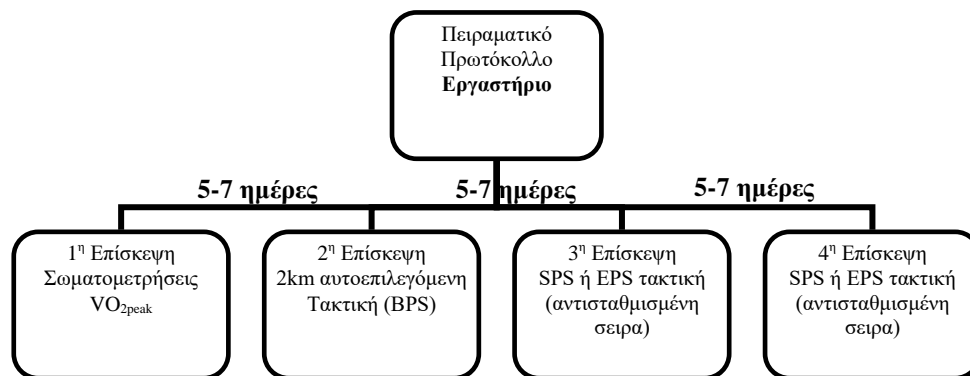 Πειραματικό
Πρωτόκολλο
Εργαστήριο
5-7 ημέρες
5-7 ημέρες
5-7 ημέρες
1η Επίσκεψη
Σωματομετρήσεις
VO2peak
2η Επίσκεψη
2km αυτοεπιλεγόμενη
Τακτική (BPS)
3η Επίσκεψη
SPS ή EPS τακτική
(αντισταθμισμένη
σειρα)
4η Επίσκεψη
SPS ή EPS τακτική
(αντισταθμισμένη
σειρα)